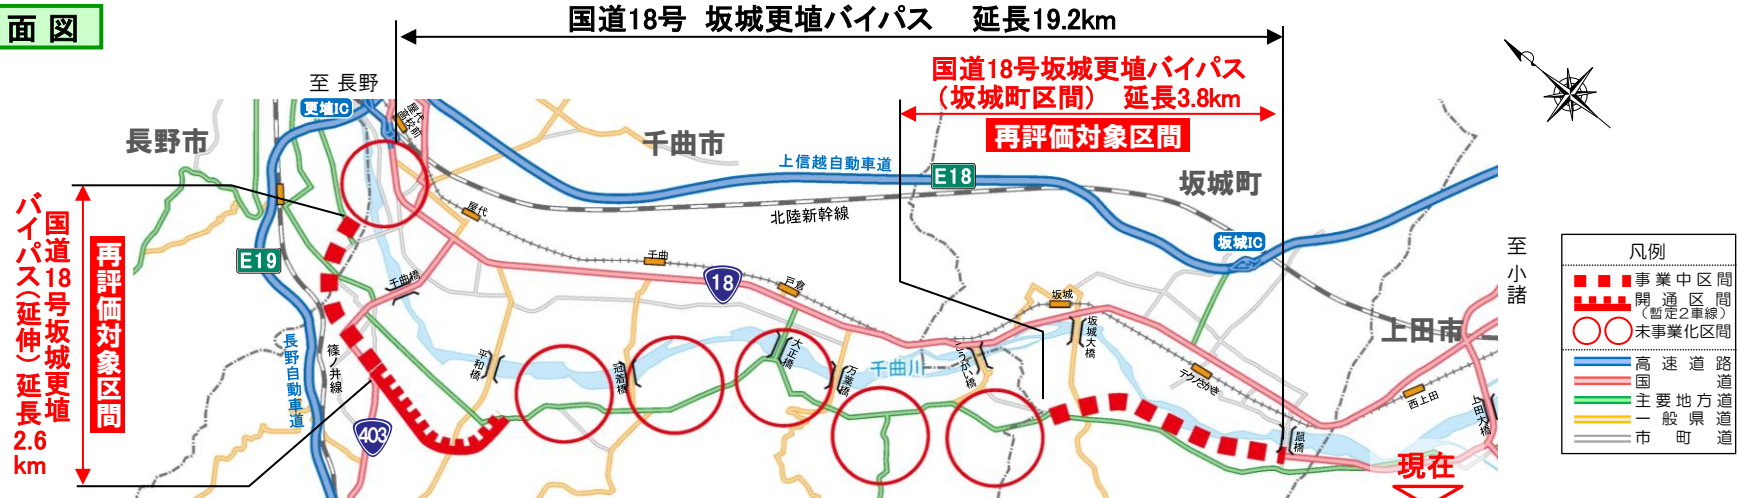 面図
国道18号 坂城更埴バイパス 延長19.2km
至 長野
更埴IC
屋代高校前
国道18号坂城更埴バイパス
（坂城町区間） 延長3.8km
再評価対象区間
長野市
千曲市
上信越自動車道
E18
坂城町
北陸新幹線
屋代
坂城IC
国道18号坂城更埴
バイパス（延伸）延長2.6km
再評価対象区間
E19
千曲橋
千曲
18
戸倉
坂城
坂城大橋
至小諸
上田市
長野自動車道
篠ノ井線
平和橋
冠着橋
大正橋
万葉橋
千曲川
こうがい橋
テクノさかき
西上田
上田大橋
鼠橋
403
現在
凡例
事業中区間
開通区間
（暫定2車線）
未事業化区間
高速道路
国道
主要地方道
一般県道
市町道